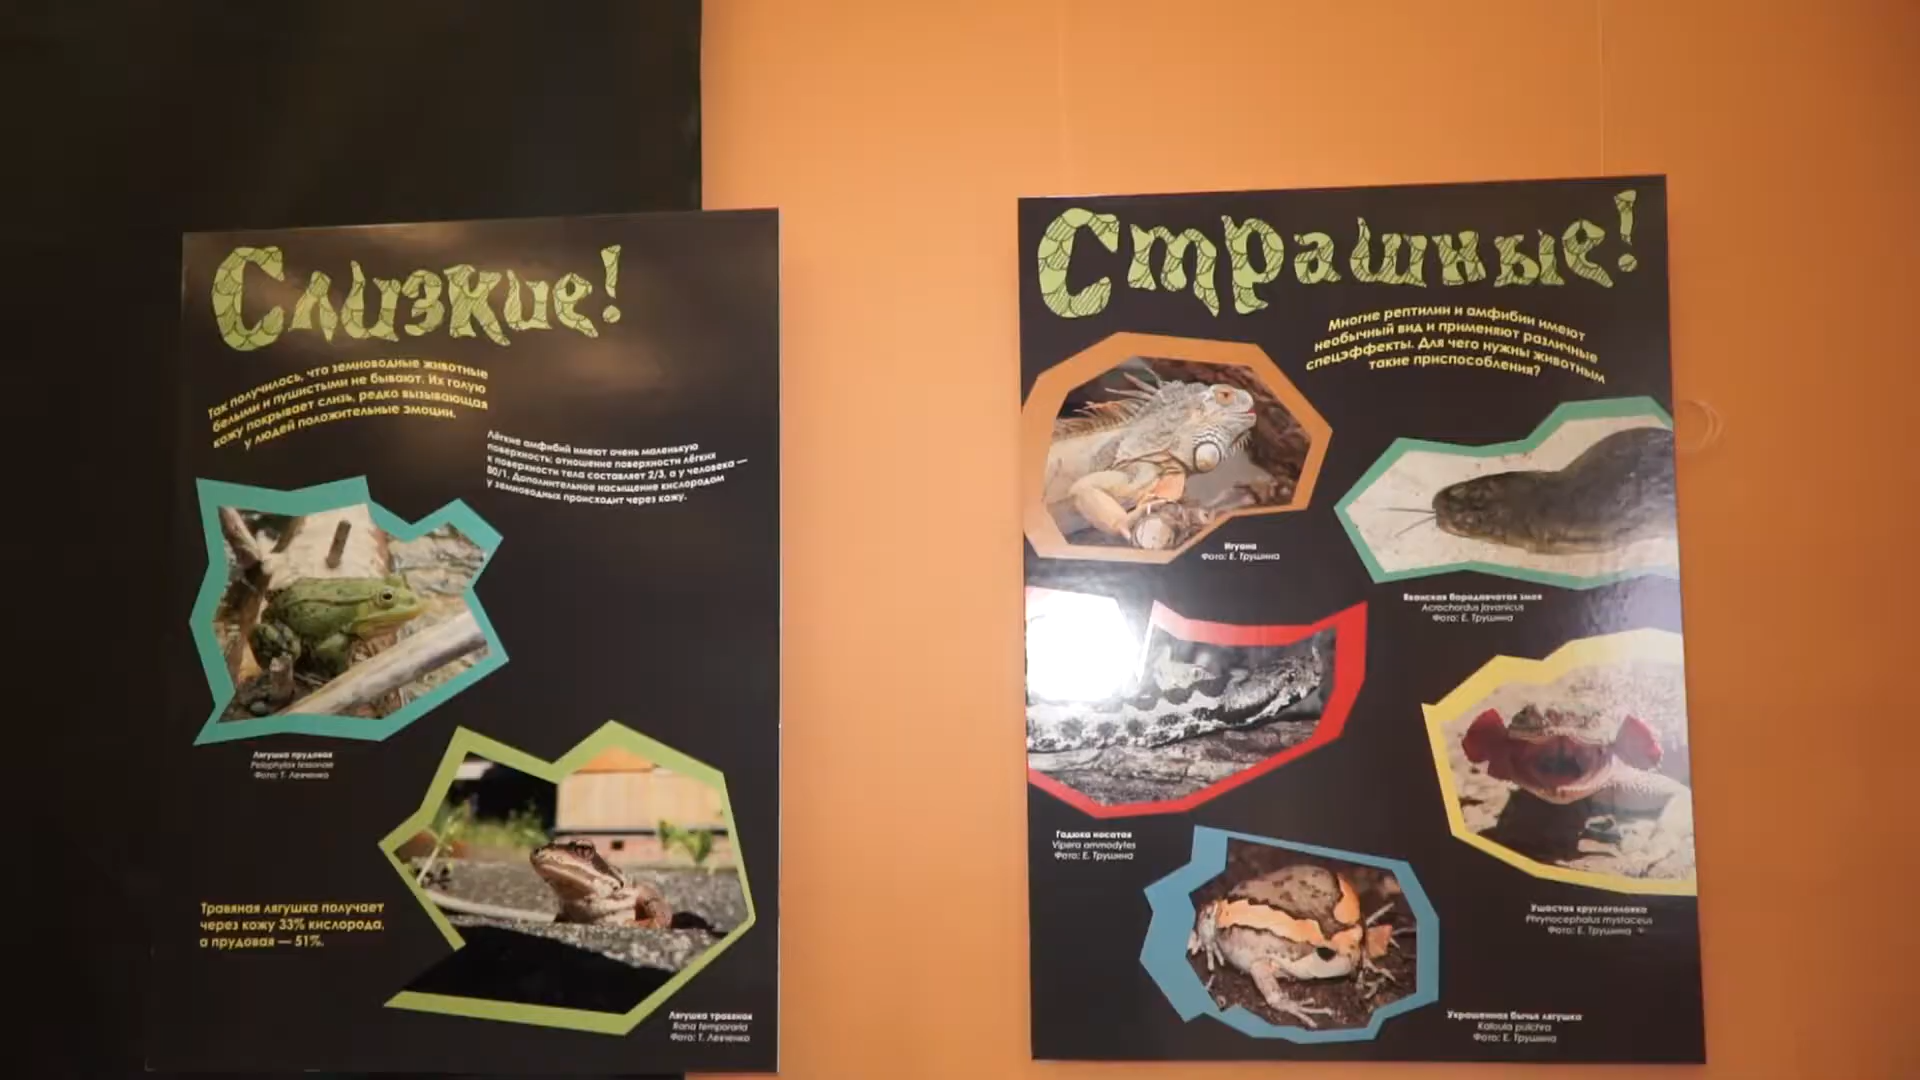 Слизкие!
Так получилось, что земноводные животные
белыми и пушистыми не бывают. Их голую
кожу покрывает слизь, редко вызывающая
у людей положительные эмоции.
Лёгкие амфибий имеют очень маленькую
поверхность: отношение поверхности лёгких
к поверхности тела составляет 2/3, а у человека —
80/1. Дополнительное насыщение кислородом
у земноводных происходит через кожу.
Лягушка прудовая
Pelophylax lessonae
Фото: Т. Левченко
Травяная лягушка получает
через кожу 33% кислорода,
а прудовая — 51%.
Лягушка травяная
Rana temporaria
Фото: Т. Левченко
Страшные!
Многие рептилии и амфибии имеют
необычный вид и применяют различные
спецэффекты. Для чего нужны животным
такие приспособления?
Игуана
Фото: Е. Трушина
Яванская бородавчатая змея
Acrochordus javanicus
Фото: Е. Трушина
Гадюка носатая
Vipera ammodytes
Фото: Е. Трушина
Ушастая круглоголовка
Phrynocephalus mystaceus
Фото: Е. Трушина
Украшенная бычья лягушка
Kaloula pulchra
Фото: Е. Трушина